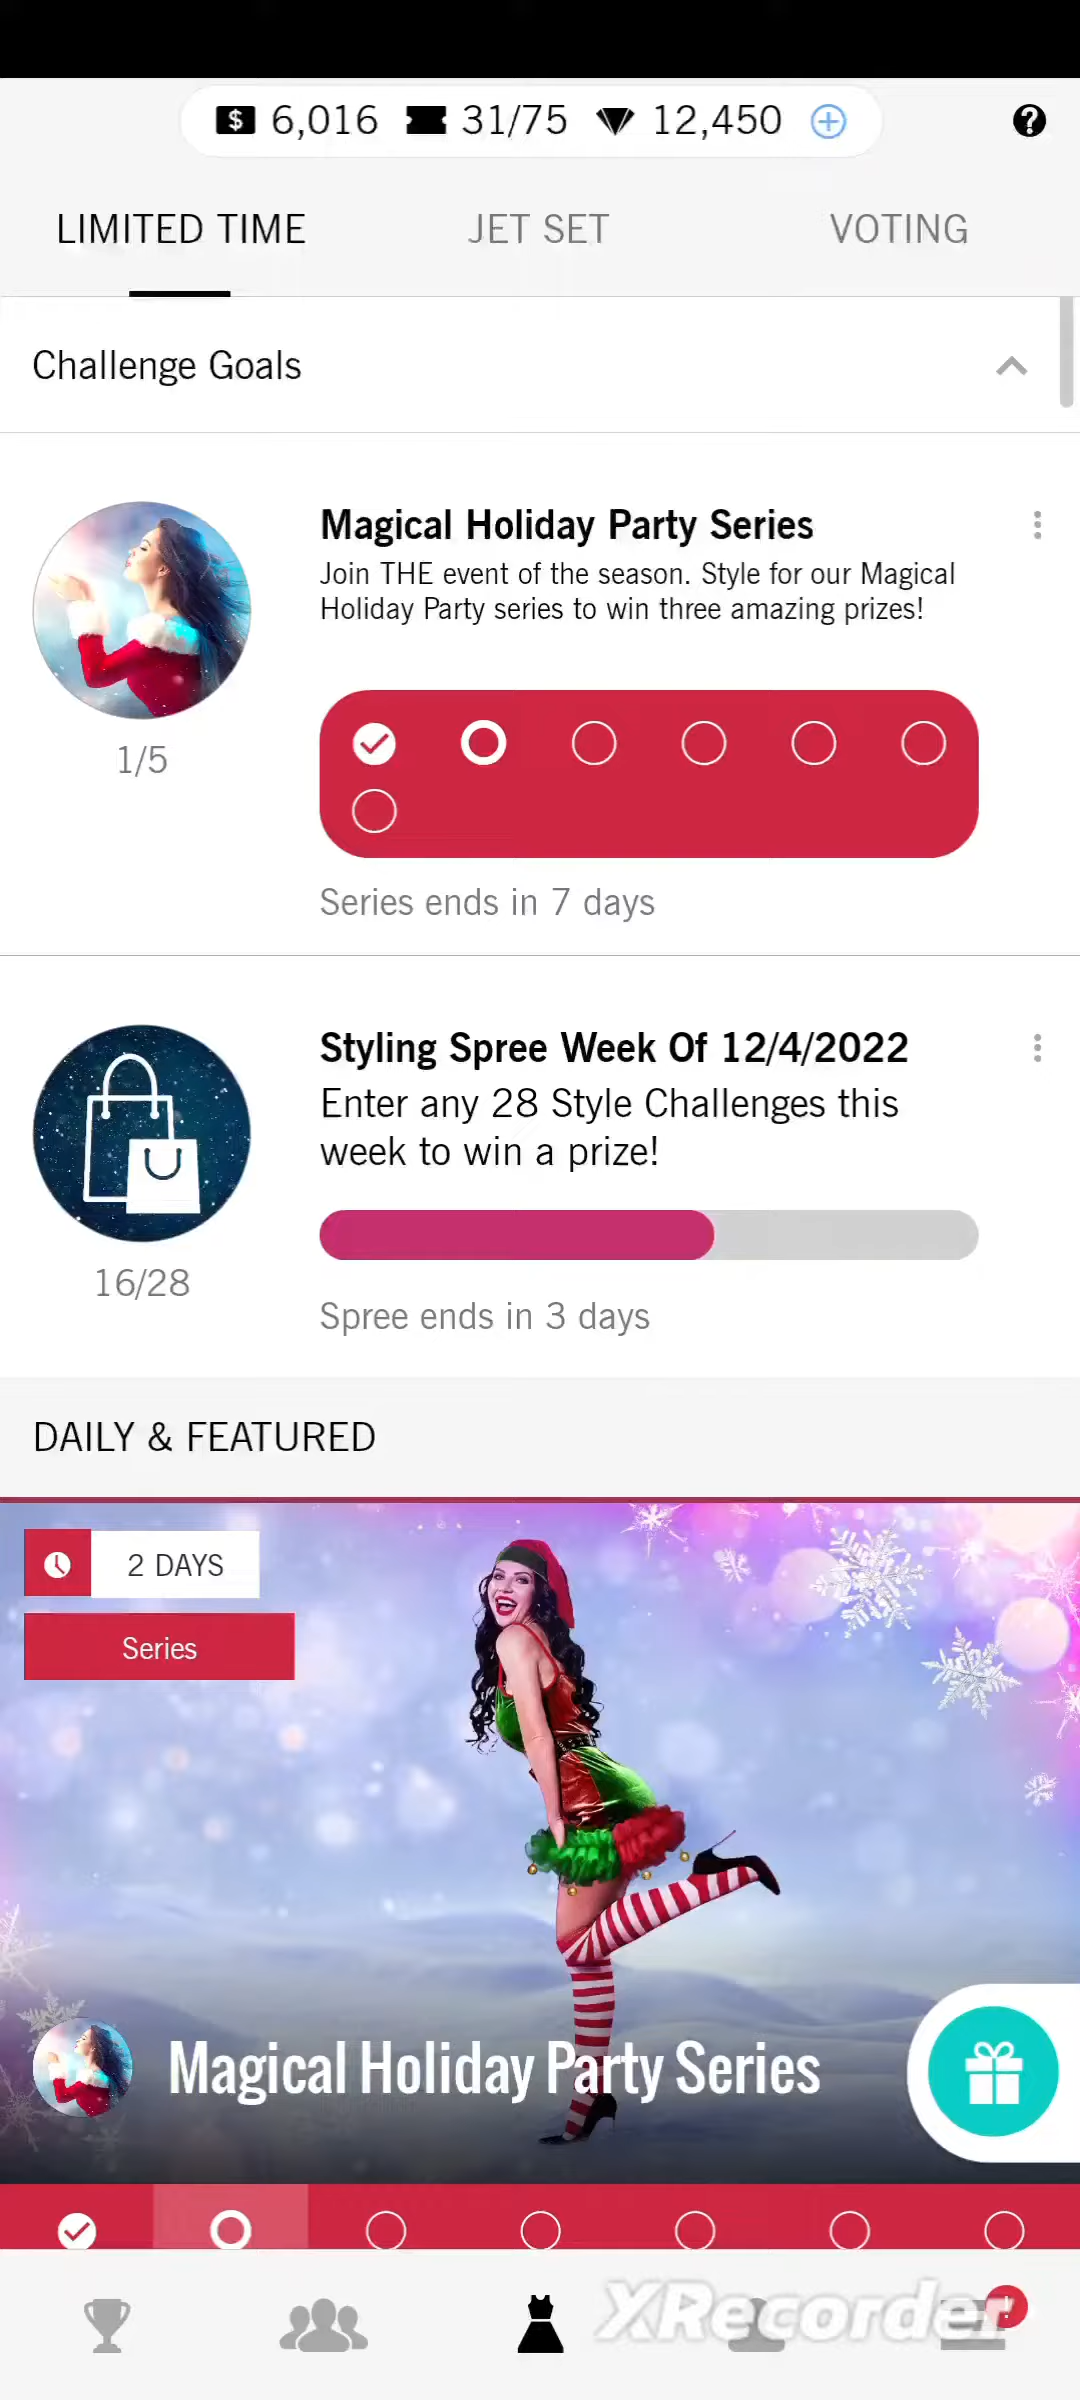 $ 6,016 31/75 12,450
LIMITED TIME JET SET VOTING
Challenge Goals
Magical Holiday Party Series
Join THE event of the season. Style for our Magical
Holiday Party series to win three amazing prizes!
1/5
Series ends in 7 days
Styling Spree Week Of 12/4/2022
Enter any 28 Style Challenges this
week to win a prize!
16/28
Spree ends in 3 days
DAILY & FEATURED
2 DAYS
Series
Magical Holiday Party Series
XRecorder